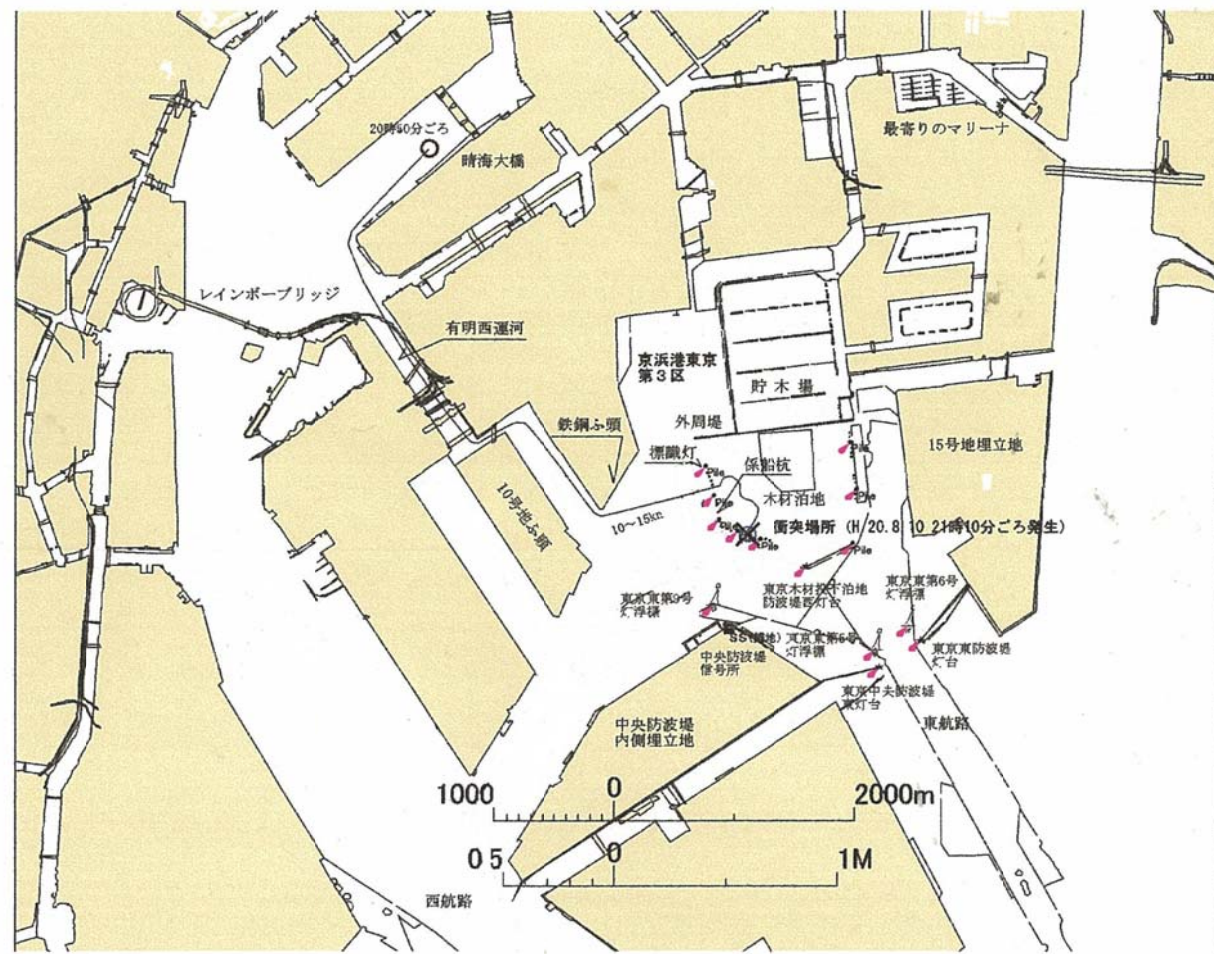 20時50分ごろ
晴海大橋
最寄りのマリーナ
レインボーブリッジ
有明西運河
京浜港東京
第3区
貯木場
鉄鋼ふ頭
外周堤
標識灯
係船杭
15号地埋立地
Pile
Pile
Pile
Pile
木材泊地
10号地ふ頭
10～15kn
衝突場所 (H.20.8.10 21時10分ごろ発生)
Pile
Pile
東京東第9号
灯浮標
東京木材投下泊地
防波堤西灯台
東京東第6号
灯浮標
SS(錨地)
東京東第5号
灯浮標
中央防波堤
信号所
東京東防波堤
灯台
東京中央防波堤
東灯台
東航路
中央防波堤
内側埋立地
1000 0 2000m
0 5 0 1M
西航路